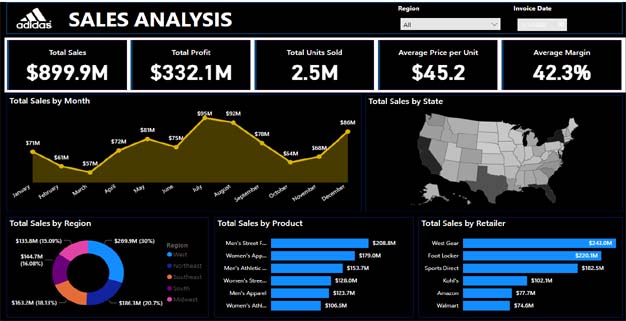 adidas
SALES ANALYSIS
Region
All
Invoice Date
Total Sales
$899.9M
Total Profit
$332.1M
Total Units Sold
2.5M
Average Price per Unit
$45.2
Average Margin
42.3%
Total Sales by Month
$71M
$61M
$57M
$72M
$81M
$75M
$95M
$92M
$78M
$64M
$68M
$86M
January
February
March
April
May
June
July
August
September
October
November
December
Total Sales by State
Total Sales by Region
$135.8M (15.09%)
$144.7M
(16.08%)
$163.2M (18.13%)
$269.9M (30%)
$186.3M (20.7%)
Region
West
Northeast
Southeast
South
Midwest
Total Sales by Product
Men's Street F...
$208.8M
Women's App...
$179.0M
Men's Athletic ...
$153.7M
Women's Stree...
$128.0M
Men's Apparel
$123.7M
Women's Athl...
$106.6M
Total Sales by Retailer
West Gear
$243.0M
Foot Locker
$220.1M
Sports Direct
$182.5M
Kohl's
$102.1M
Amazon
$77.7M
Walmart
$74.6M